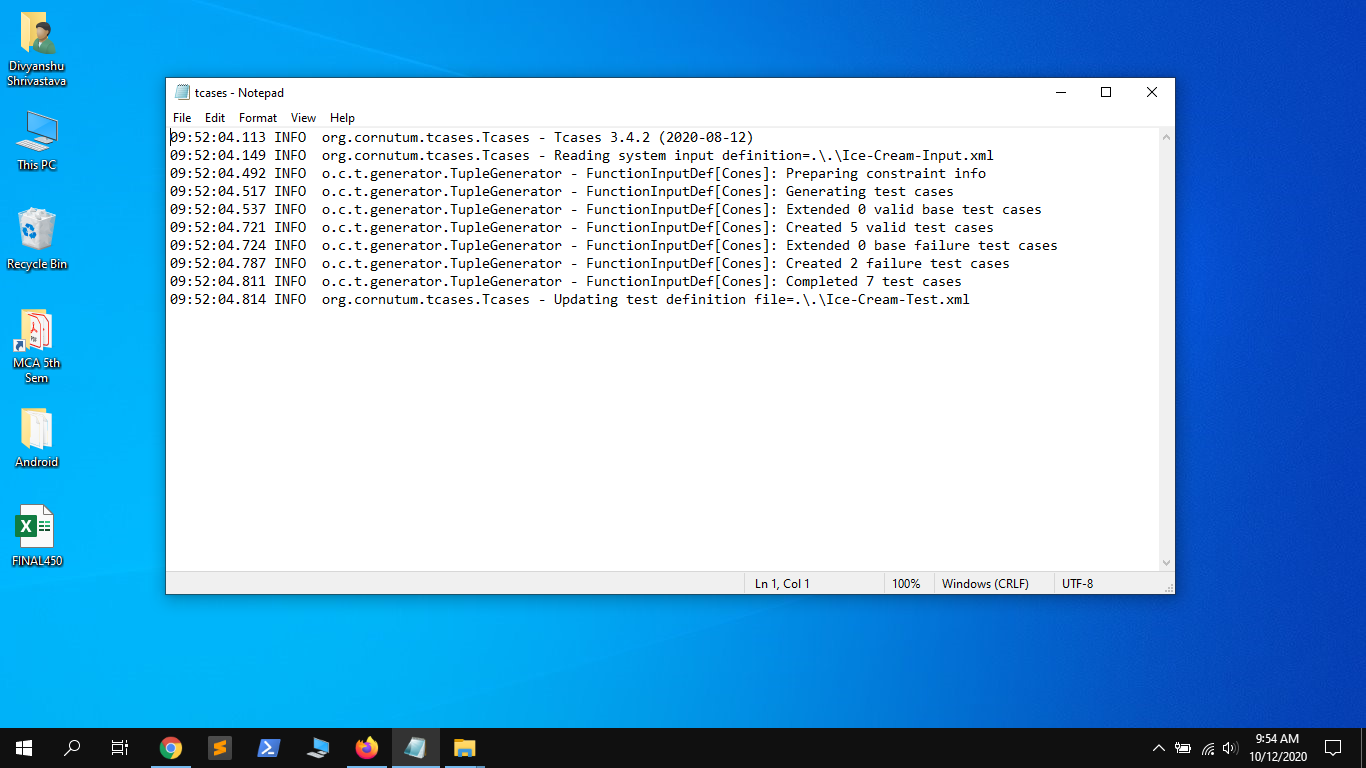 Divyanshu
Shrivastava
This PC
Recycle Bin
MCA 5th
Sem
Android
FINAL450
tcases - Notepad
File Edit Format View Help
09:52:04.113 INFO  org.cornutum.tcases.Tcases - Tcases 3.4.2 (2020-08-12)
09:52:04.149 INFO  org.cornutum.tcases.Tcases - Reading system input definition=.\.\Ice-Cream-Input.xml
09:52:04.492 INFO  o.c.t.generator.TupleGenerator - FunctionInputDef[Cones]: Preparing constraint info
09:52:04.517 INFO  o.c.t.generator.TupleGenerator - FunctionInputDef[Cones]: Generating test cases
09:52:04.537 INFO  o.c.t.generator.TupleGenerator - FunctionInputDef[Cones]: Extended 0 valid base test cases
09:52:04.721 INFO  o.c.t.generator.TupleGenerator - FunctionInputDef[Cones]: Created 5 valid test cases
09:52:04.724 INFO  o.c.t.generator.TupleGenerator - FunctionInputDef[Cones]: Extended 0 base failure test cases
09:52:04.787 INFO  o.c.t.generator.TupleGenerator - FunctionInputDef[Cones]: Created 2 failure test cases
09:52:04.811 INFO  o.c.t.generator.TupleGenerator - FunctionInputDef[Cones]: Completed 7 test cases
09:52:04.814 INFO  org.cornutum.tcases.Tcases - Updating test definition file=.\.\Ice-Cream-Test.xml
Ln 1, Col 1 100% Windows (CRLF) UTF-8
9:54 AM
10/12/2020